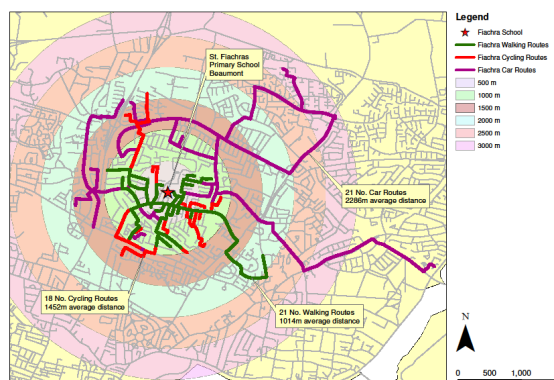 Legend
Fiachra School
Fiachra Walking Routes
Fiachra Cycling Routes
Fiachra Car Routes
500 m
1000 m
1500 m
2000 m
2500 m
3000 m
St. Fiachras
Primary School
Beaumont
21 No. Car Routes
2286m average distance
18 No. Cycling Routes
1452m average distance
21 No. Walking Routes
1014m average distance
N
0 500 1,000